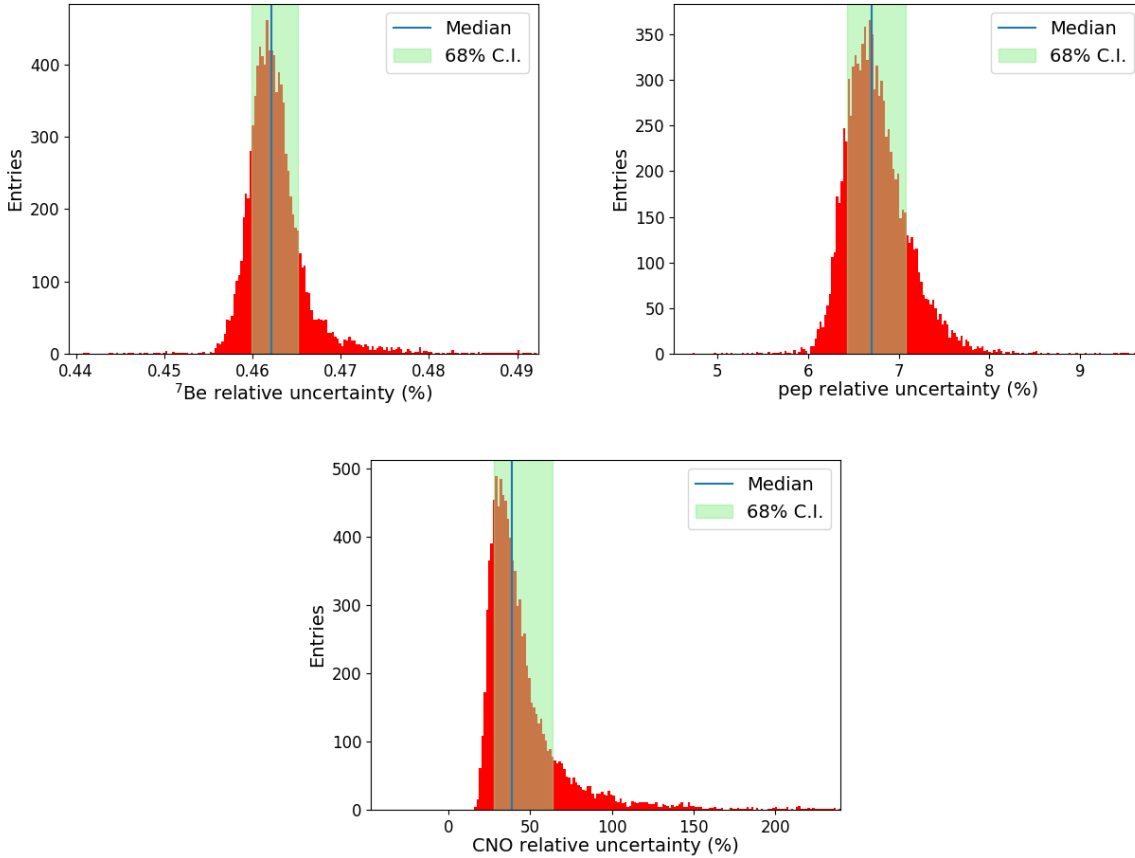 Median
68% C.I.
Entries
400
300
200
100
0
0.44 0.45 0.46 0.47 0.48 0.49
⁷Be relative uncertainty (%)
Median
68% C.I.
Entries
350
300
250
200
150
100
50
0
5 6 7 8 9
pep relative uncertainty (%)
Median
68% C.I.
Entries
500
400
300
200
100
0
0 50 100 150 200
CNO relative uncertainty (%)